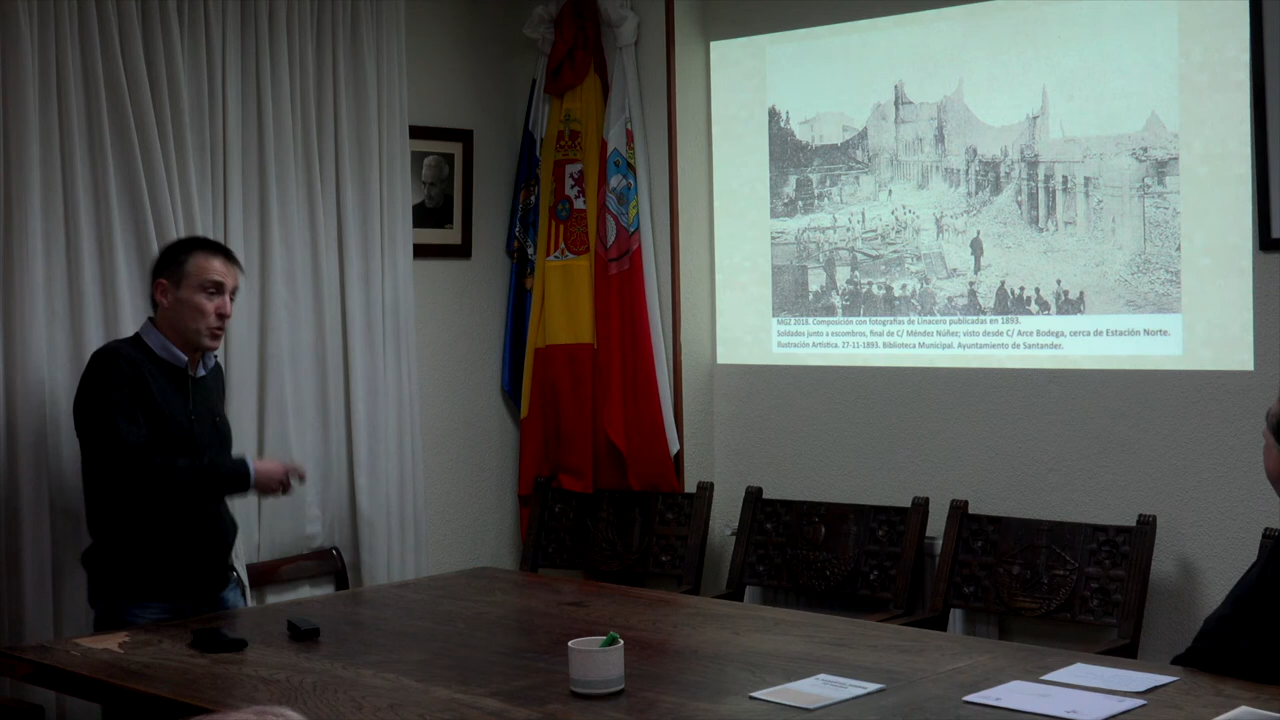 MGZ 2018. Composición con fotografías de Linacero publicadas en 1893.
Soldados junto a escombros, final de C/ Méndez Núñez; visto desde C/ Arce Bodega, cerca de Estación Norte.
Ilustración Artística. 27-11-1893. Biblioteca Municipal. Ayuntamiento de Santander.